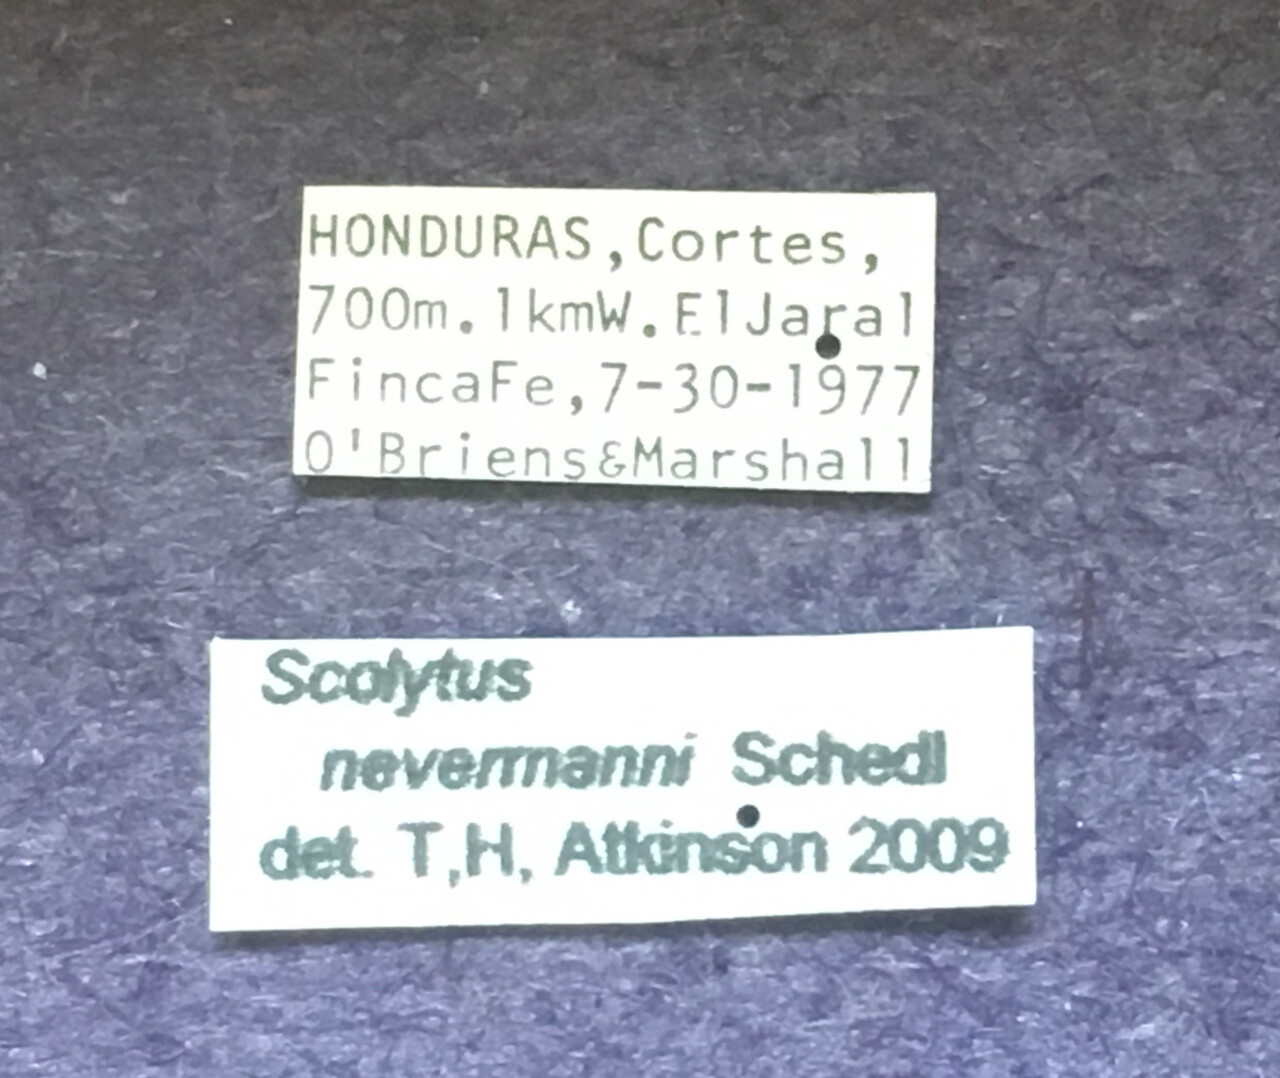 HONDURAS,Cortes,
700m.1kmW.ElJaral
FincaFe,7-30-1977
O'Briens&Marshall
Scolytus
nevermanni Schedl
det. T.H. Atkinson 2009